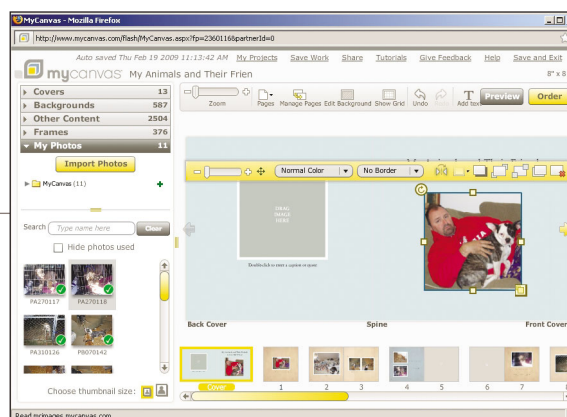 MyCanvas - Mozilla Firefox
http://www.mycanvas.com/flash/MyCanvas.aspx?fp=2360116&partnerId=0
Auto saved Thu Feb 19 2009 11:13:42 AM My Projects Save Work Share Tutorials Give Feedback Help Save and Exit
mycanvas My Animals and Their Frien
8" x 8
Covers 13
Backgrounds 587
Other Content 2504
Frames 376
My Photos 11
Zoom Pages Manage Pages Edit Background Show Grid Undo Add text Preview Order
Import Photos
MyCanvas (11)
Normal Color No Border
Search Type name here Clear
Hide photos used
DRAG
IMAGE
HERE
Doubleclick to enter a caption or quote
PA270117 PA270118
PA310126 PB070142
Back Cover Spine Front Cover
Choose thumbnail size:
Cover 1 2 3 4 5 6 7
Read mcimages.mycanvas.com